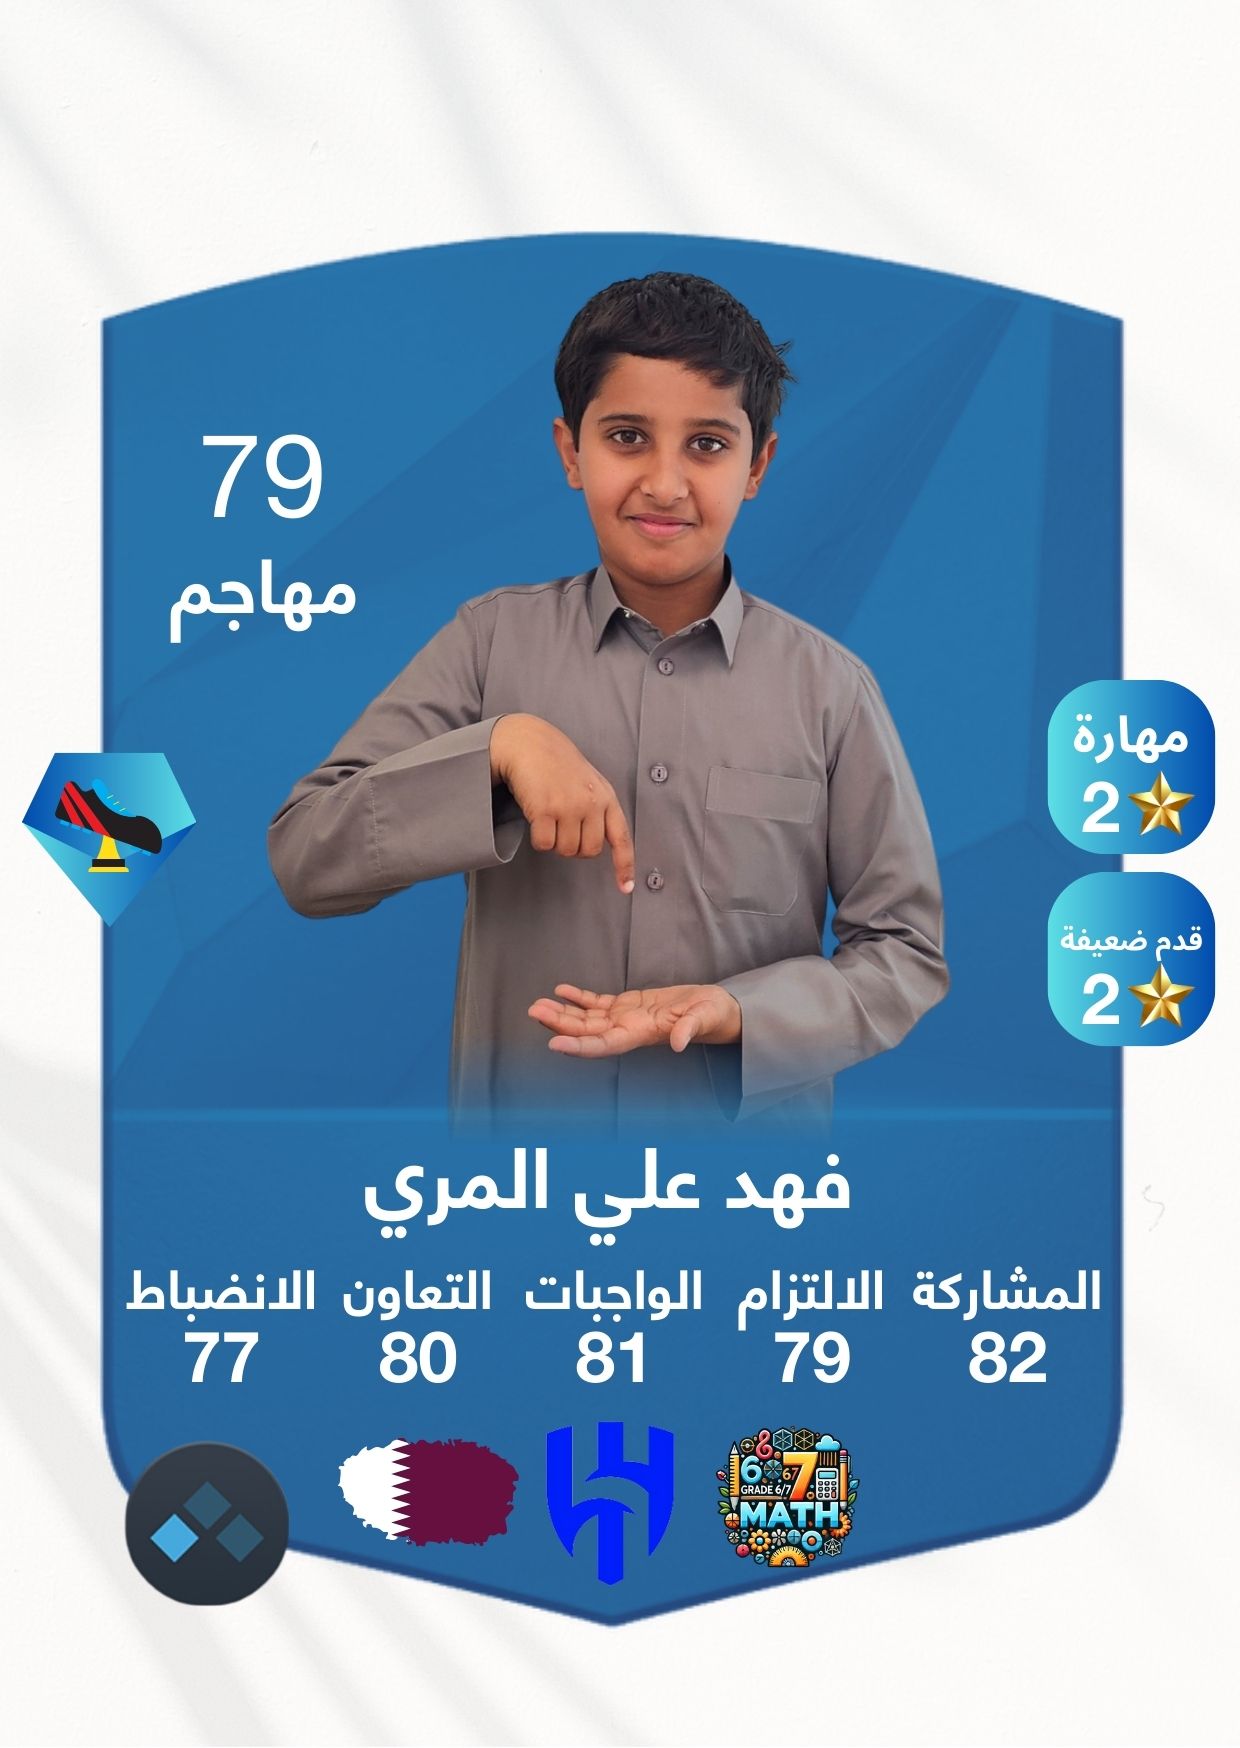 79
مهاجم
مهارة
2
قدم ضعيفة
2
فهد علي المري
المشاركة الالتزام الواجبات التعاون الانضباط
82 79 81 80 77
6 67 7
GRADE 6/7
MATH